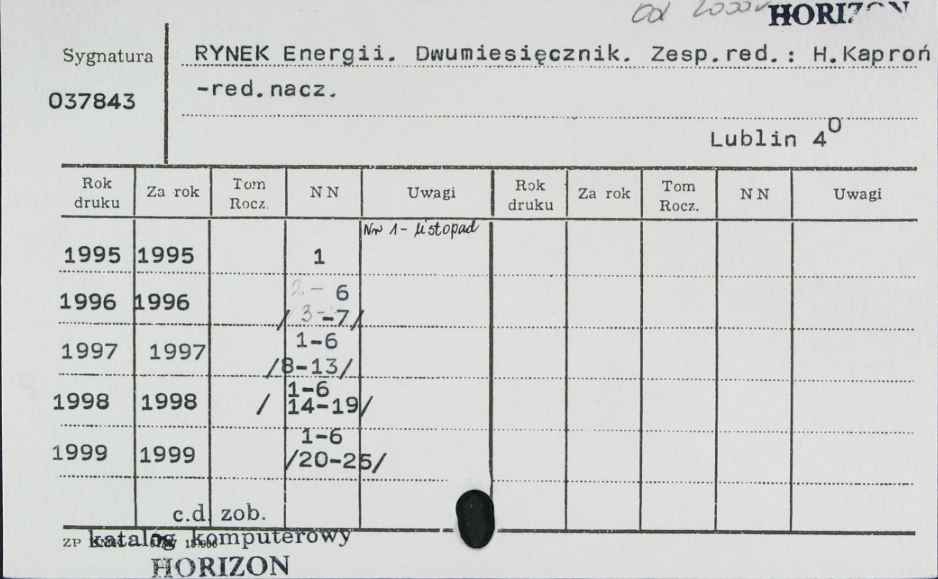 od 2000 HORIZON
Sygnatura
037843
RYNEK Energii. Dwumiesięcznik. Zesp.red.: H.Kaproń
-red.nacz.
Lublin 4⁰
Rok druku Za rok Tom Rocz. NN Uwagi Rok druku Za rok Tom Rocz. NN Uwagi
Nr 1 - listopad
1995 1995 1
1996 1996 2- 6
/ 3- -7/
1997 1997 1-6
/8-13/
1998 1998 1-6
/ 14-19/
1999 1999 1-6
/20-25/
c.d. zob.
katalog komputerowy
ZP
HORIZON